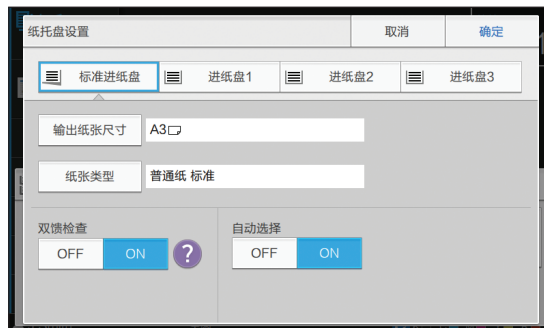 纸托盘设置 取消 确定
标准进纸盘 进纸盘1 进纸盘2 进纸盘3
输出纸张尺寸 A3
纸张类型 普通纸 标准
双馈检查 自动选择
OFF ON ? OFF ON